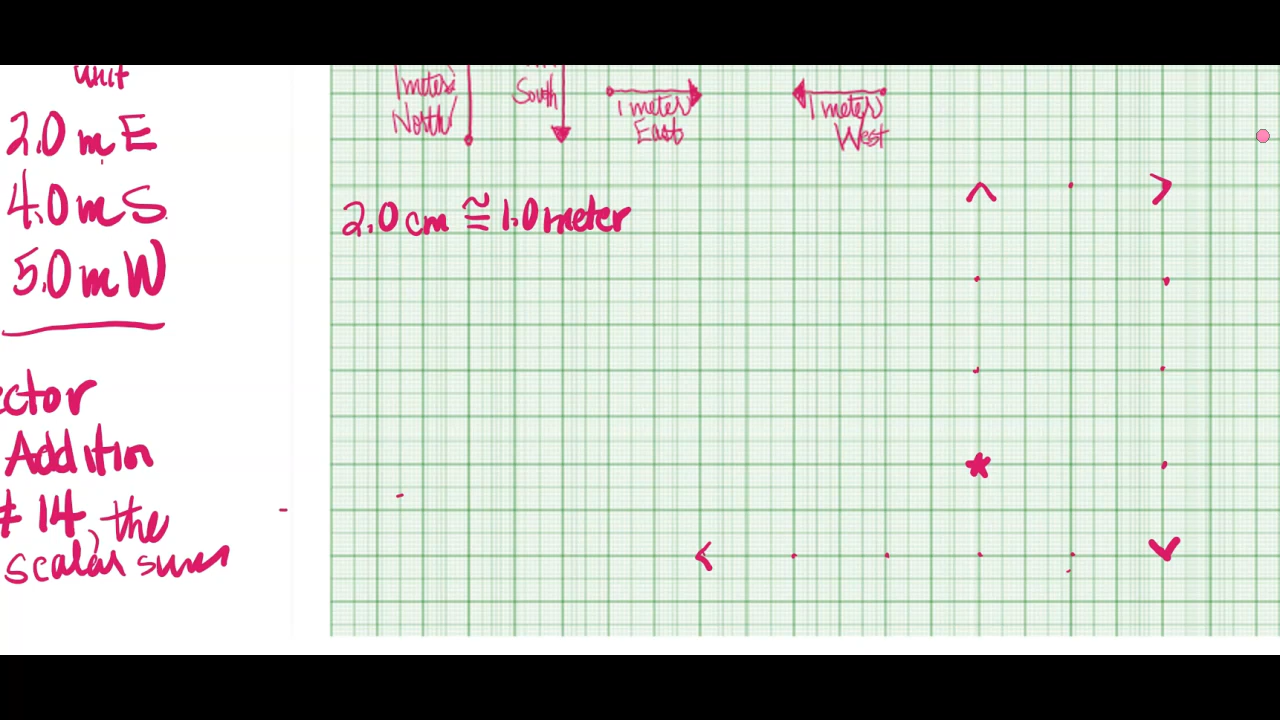 unit
2.0 m E
4.0 m S
5.0 m W
ector
Addition
≠ 14, the
scalar sum
1 meter
North
South
1 meter
East
1 meter
West
2.0 cm ≅ 1.0 meter